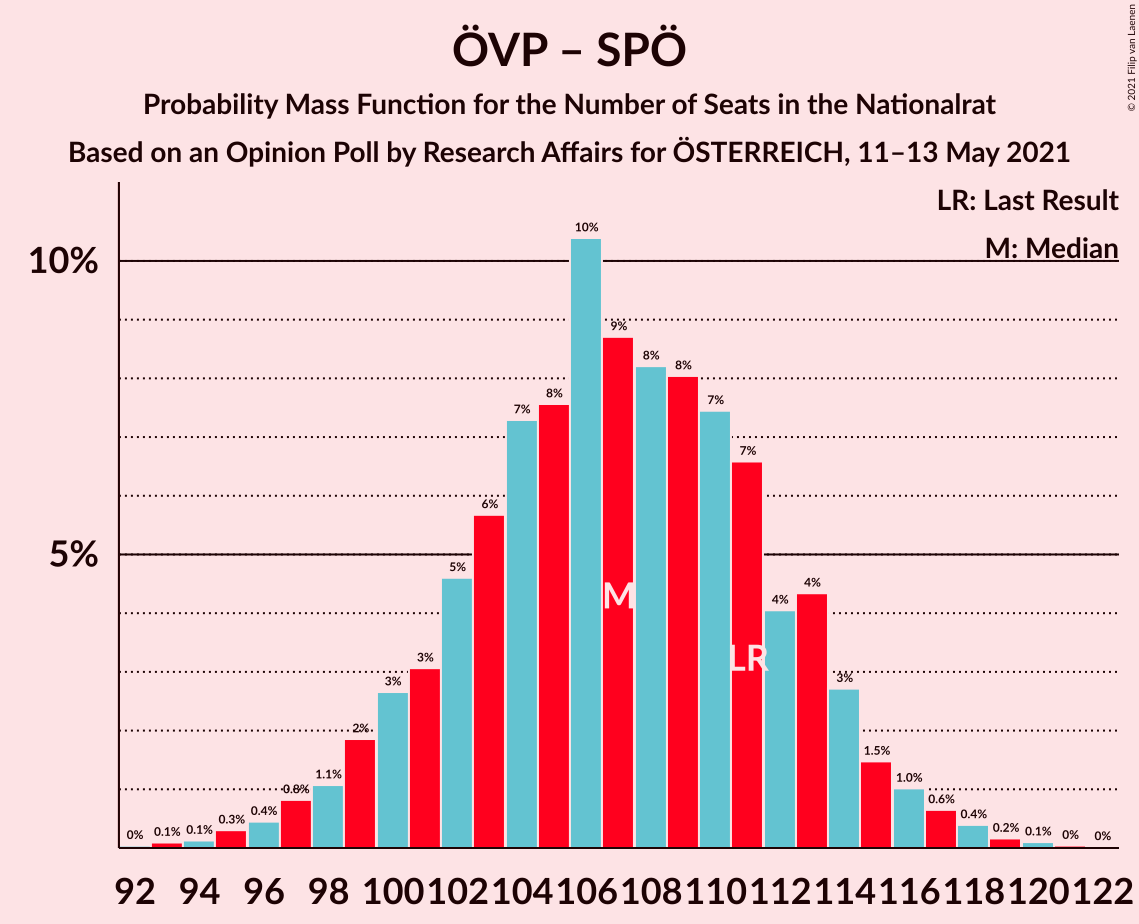 ÖVP – SPÖ
Probability Mass Function for the Number of Seats in the Nationalrat
Based on an Opinion Poll by Research Affairs for ÖSTERREICH, 11–13 May 2021
© 2021 Filip van Laenen
LR: Last Result
M: Median
10%
5%
0% 0.1% 0.1% 0.3% 0.4% 0.8% 1.1% 2% 3% 3% 5% 6% 7% 8% 10% 9% 8% 8% 7% 7% 4% 4% 3% 1.5% 1.0% 0.6% 0.4% 0.2% 0.1% 0% 0%
M
LR
92 94 96 98 100 102 104 106 108 110 112 114 116 118 120 122